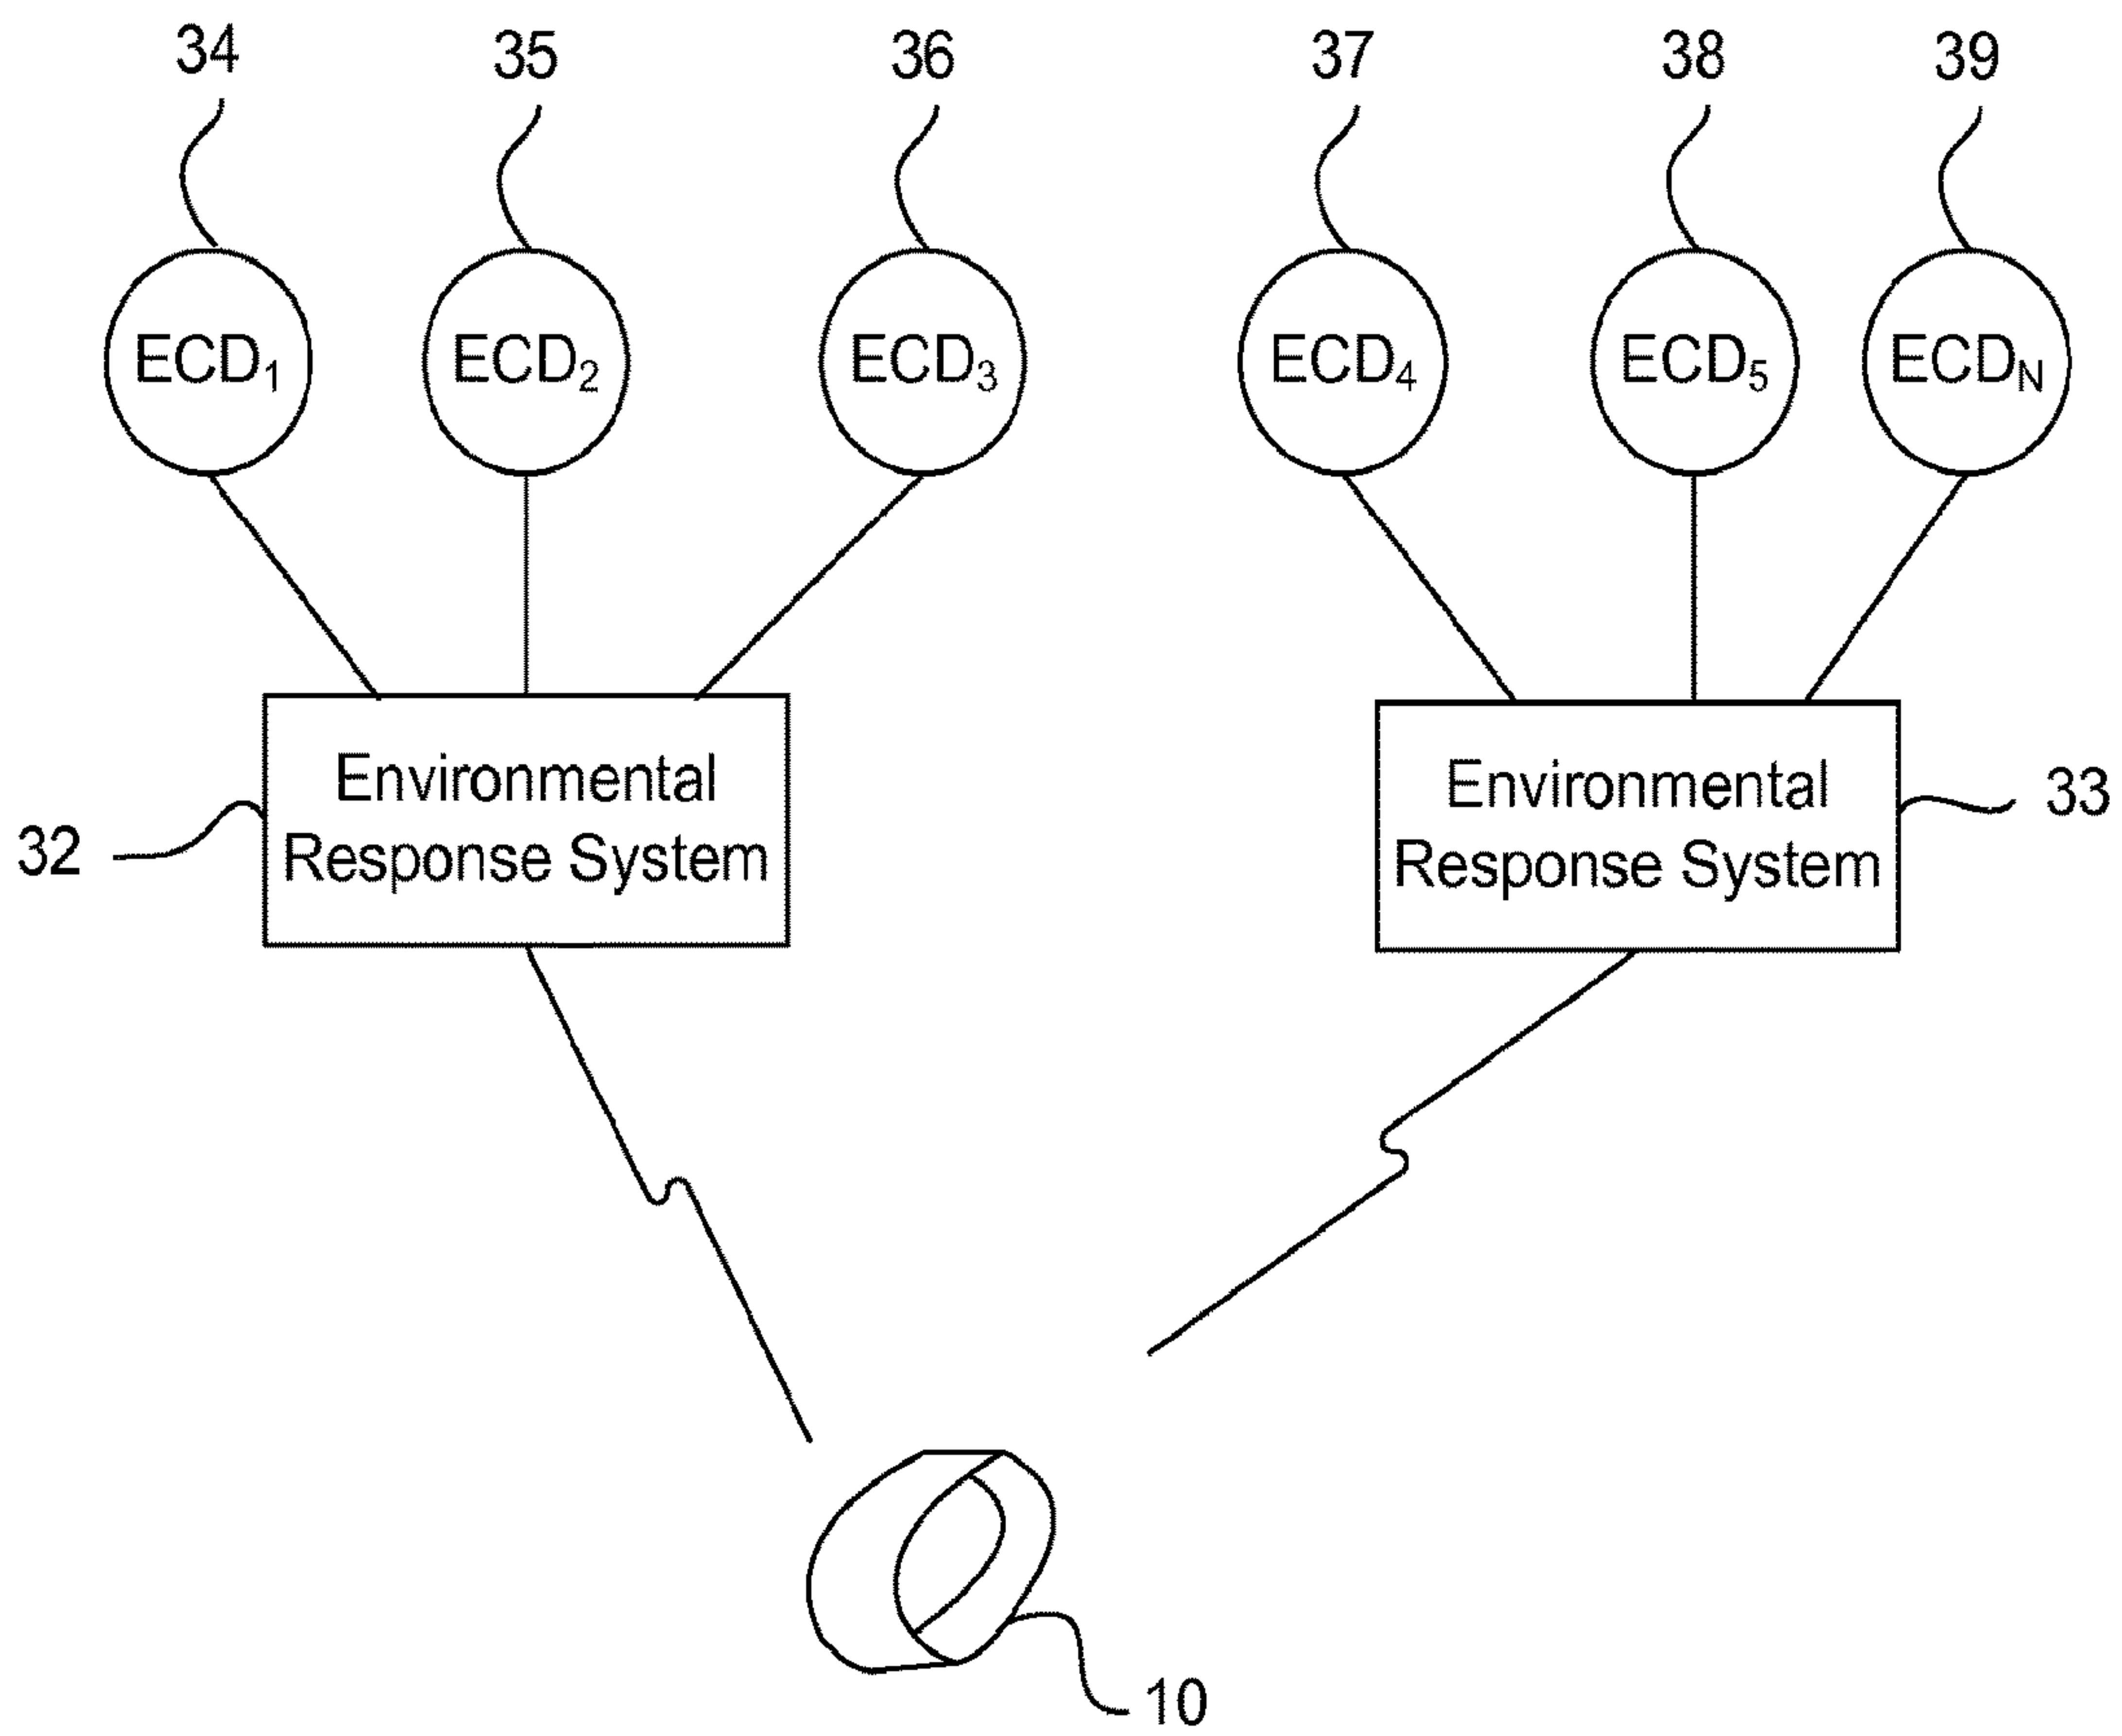 34 35 36 37 38 39
ECD₁ ECD₂ ECD₃ ECD₄ ECD₅ ECD_N
Environmental
Response System
32
Environmental
Response System
33
10